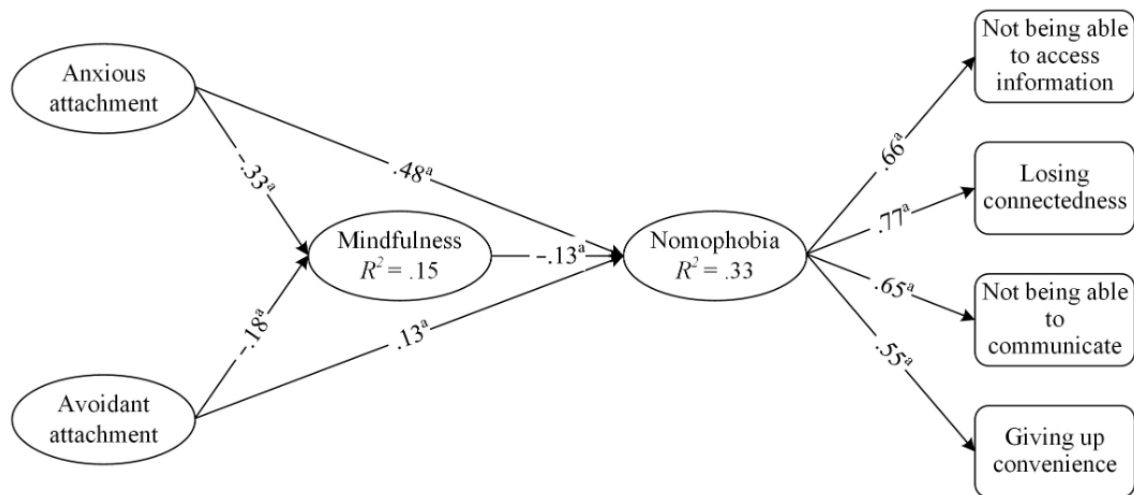 Anxious
attachment
Avoidant
attachment
-.33ᵃ
-.18ᵃ
.48ᵃ
.13ᵃ
Mindfulness
R² = .15
–.13ᵃ
Nomophobia
R² = .33
.66ᵃ
.77ᵃ
.65ᵃ
.55ᵃ
Not being able
to access
information
Losing
connectedness
Not being able
to
communicate
Giving up
convenience